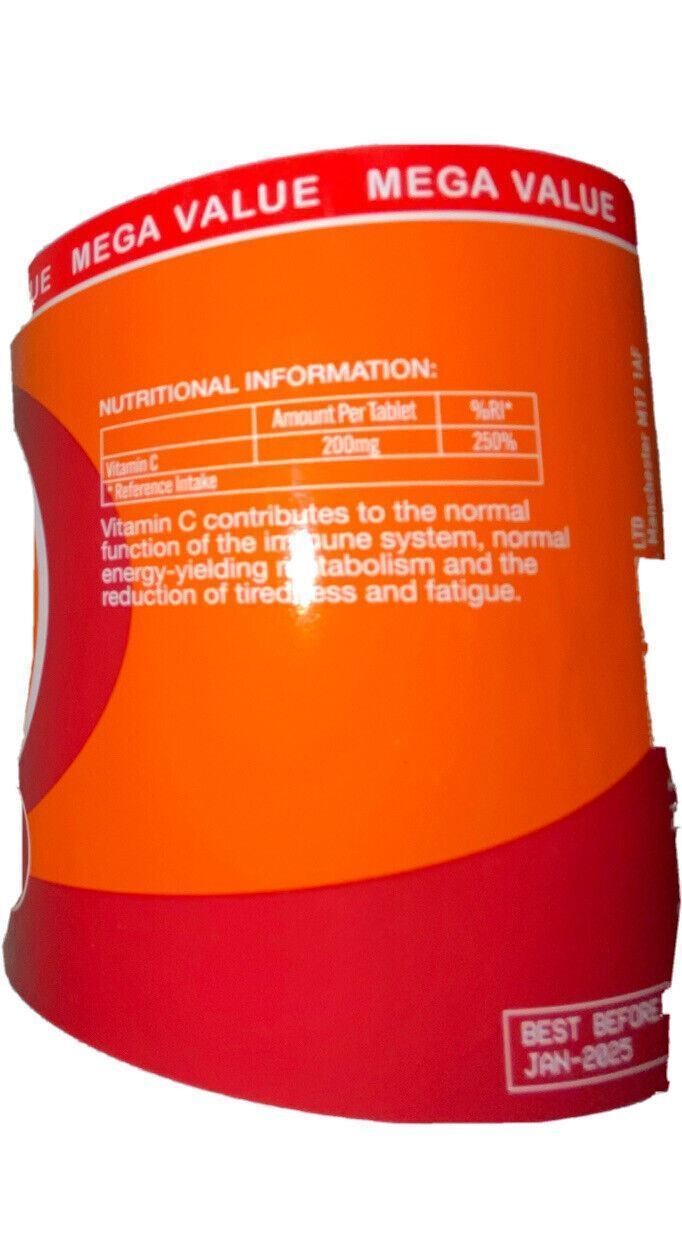 UE MEGA VALUE MEGA VALUE
NUTRITIONAL INFORMATION:
Amount Per Tablet %RI*
Vitamin C 200mg 250%
* Reference Intake
Vitamin C contributes to the normal
function of the immune system, normal
energy-yielding metabolism and the
reduction of tiredness and fatigue.
LTD
Manchester M17 1AF
BEST BEFORE
JAN-2025